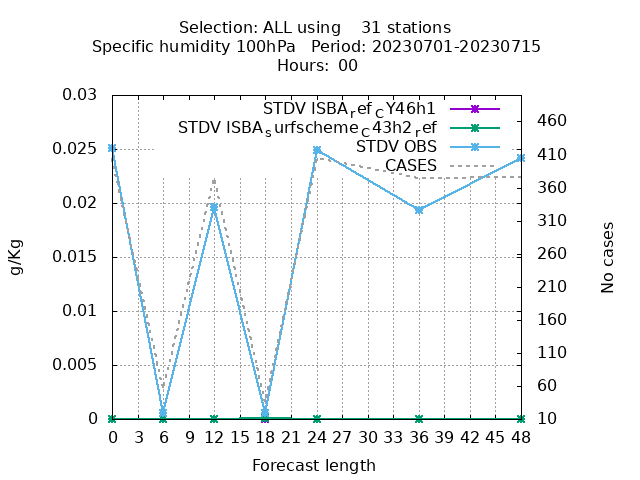 Selection: ALL using 31 stations
Specific humidity 100hPa Period: 20230701-20230715
Hours: 00
STDV ISBA_ref_CY46h1
STDV ISBA_surfscheme_C43h2_ref
STDV OBS
CASES
0.03
0.025
0.02
0.015
0.01
0.005
0
g/Kg
460
410
360
310
260
210
160
110
60
10
No cases
0 3 6 9 12 15 18 21 24 27 30 33 36 39 42 45 48
Forecast length